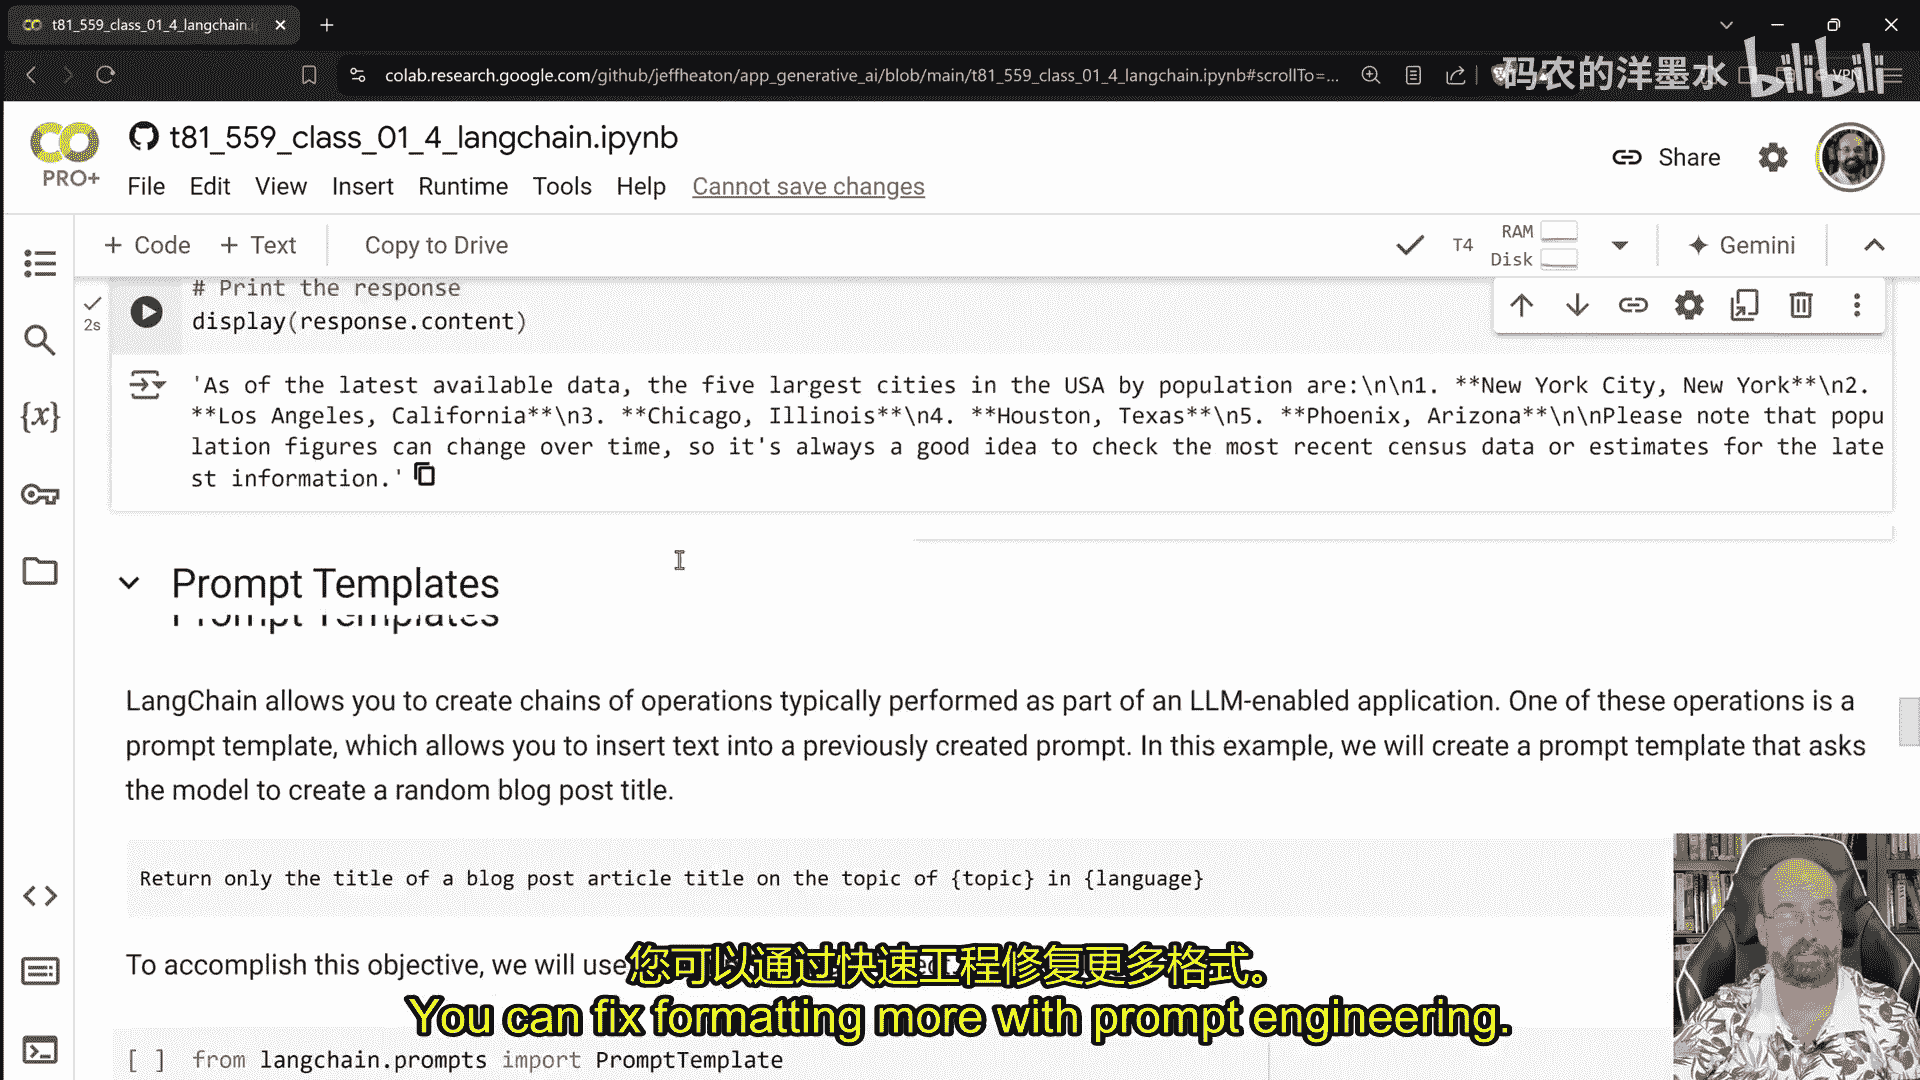 t81_559_class_01_4_langchain.i
colab.research.google.com/github/jeffheaton/app_generative_ai/blob/main/t81_559_class_01_4_langchain.ipynb#scrollTo=...
码农的洋墨水
bilibili
VPN
CO
PRO+
t81_559_class_01_4_langchain.ipynb
File Edit View Insert Runtime Tools Help Cannot save changes
Share
+ Code + Text Copy to Drive
T4
RAM
Disk
Gemini
2s
# Print the response
display(response.content)
'As of the latest available data, the five largest cities in the USA by population are:\n\n1. **New York City, New York**\n2.
**Los Angeles, California**\n3. **Chicago, Illinois**\n4. **Houston, Texas**\n5. **Phoenix, Arizona**\n\nPlease note that popu
lation figures can change over time, so it's always a good idea to check the most recent census data or estimates for the late
st information.'
{x}
Prompt Templates
LangChain allows you to create chains of operations typically performed as part of an LLM-enabled application. One of these operations is a
prompt template, which allows you to insert text into a previously created prompt. In this example, we will create a prompt template that asks
the model to create a random blog post title.
Return only the title of a blog post article title on the topic of {topic} in {language}
To accomplish this objective, we will use
您可以通过快速工程修复更多格式。
You can fix formatting more with prompt engineering.
[ ] from langchain.prompts import PromptTemplate